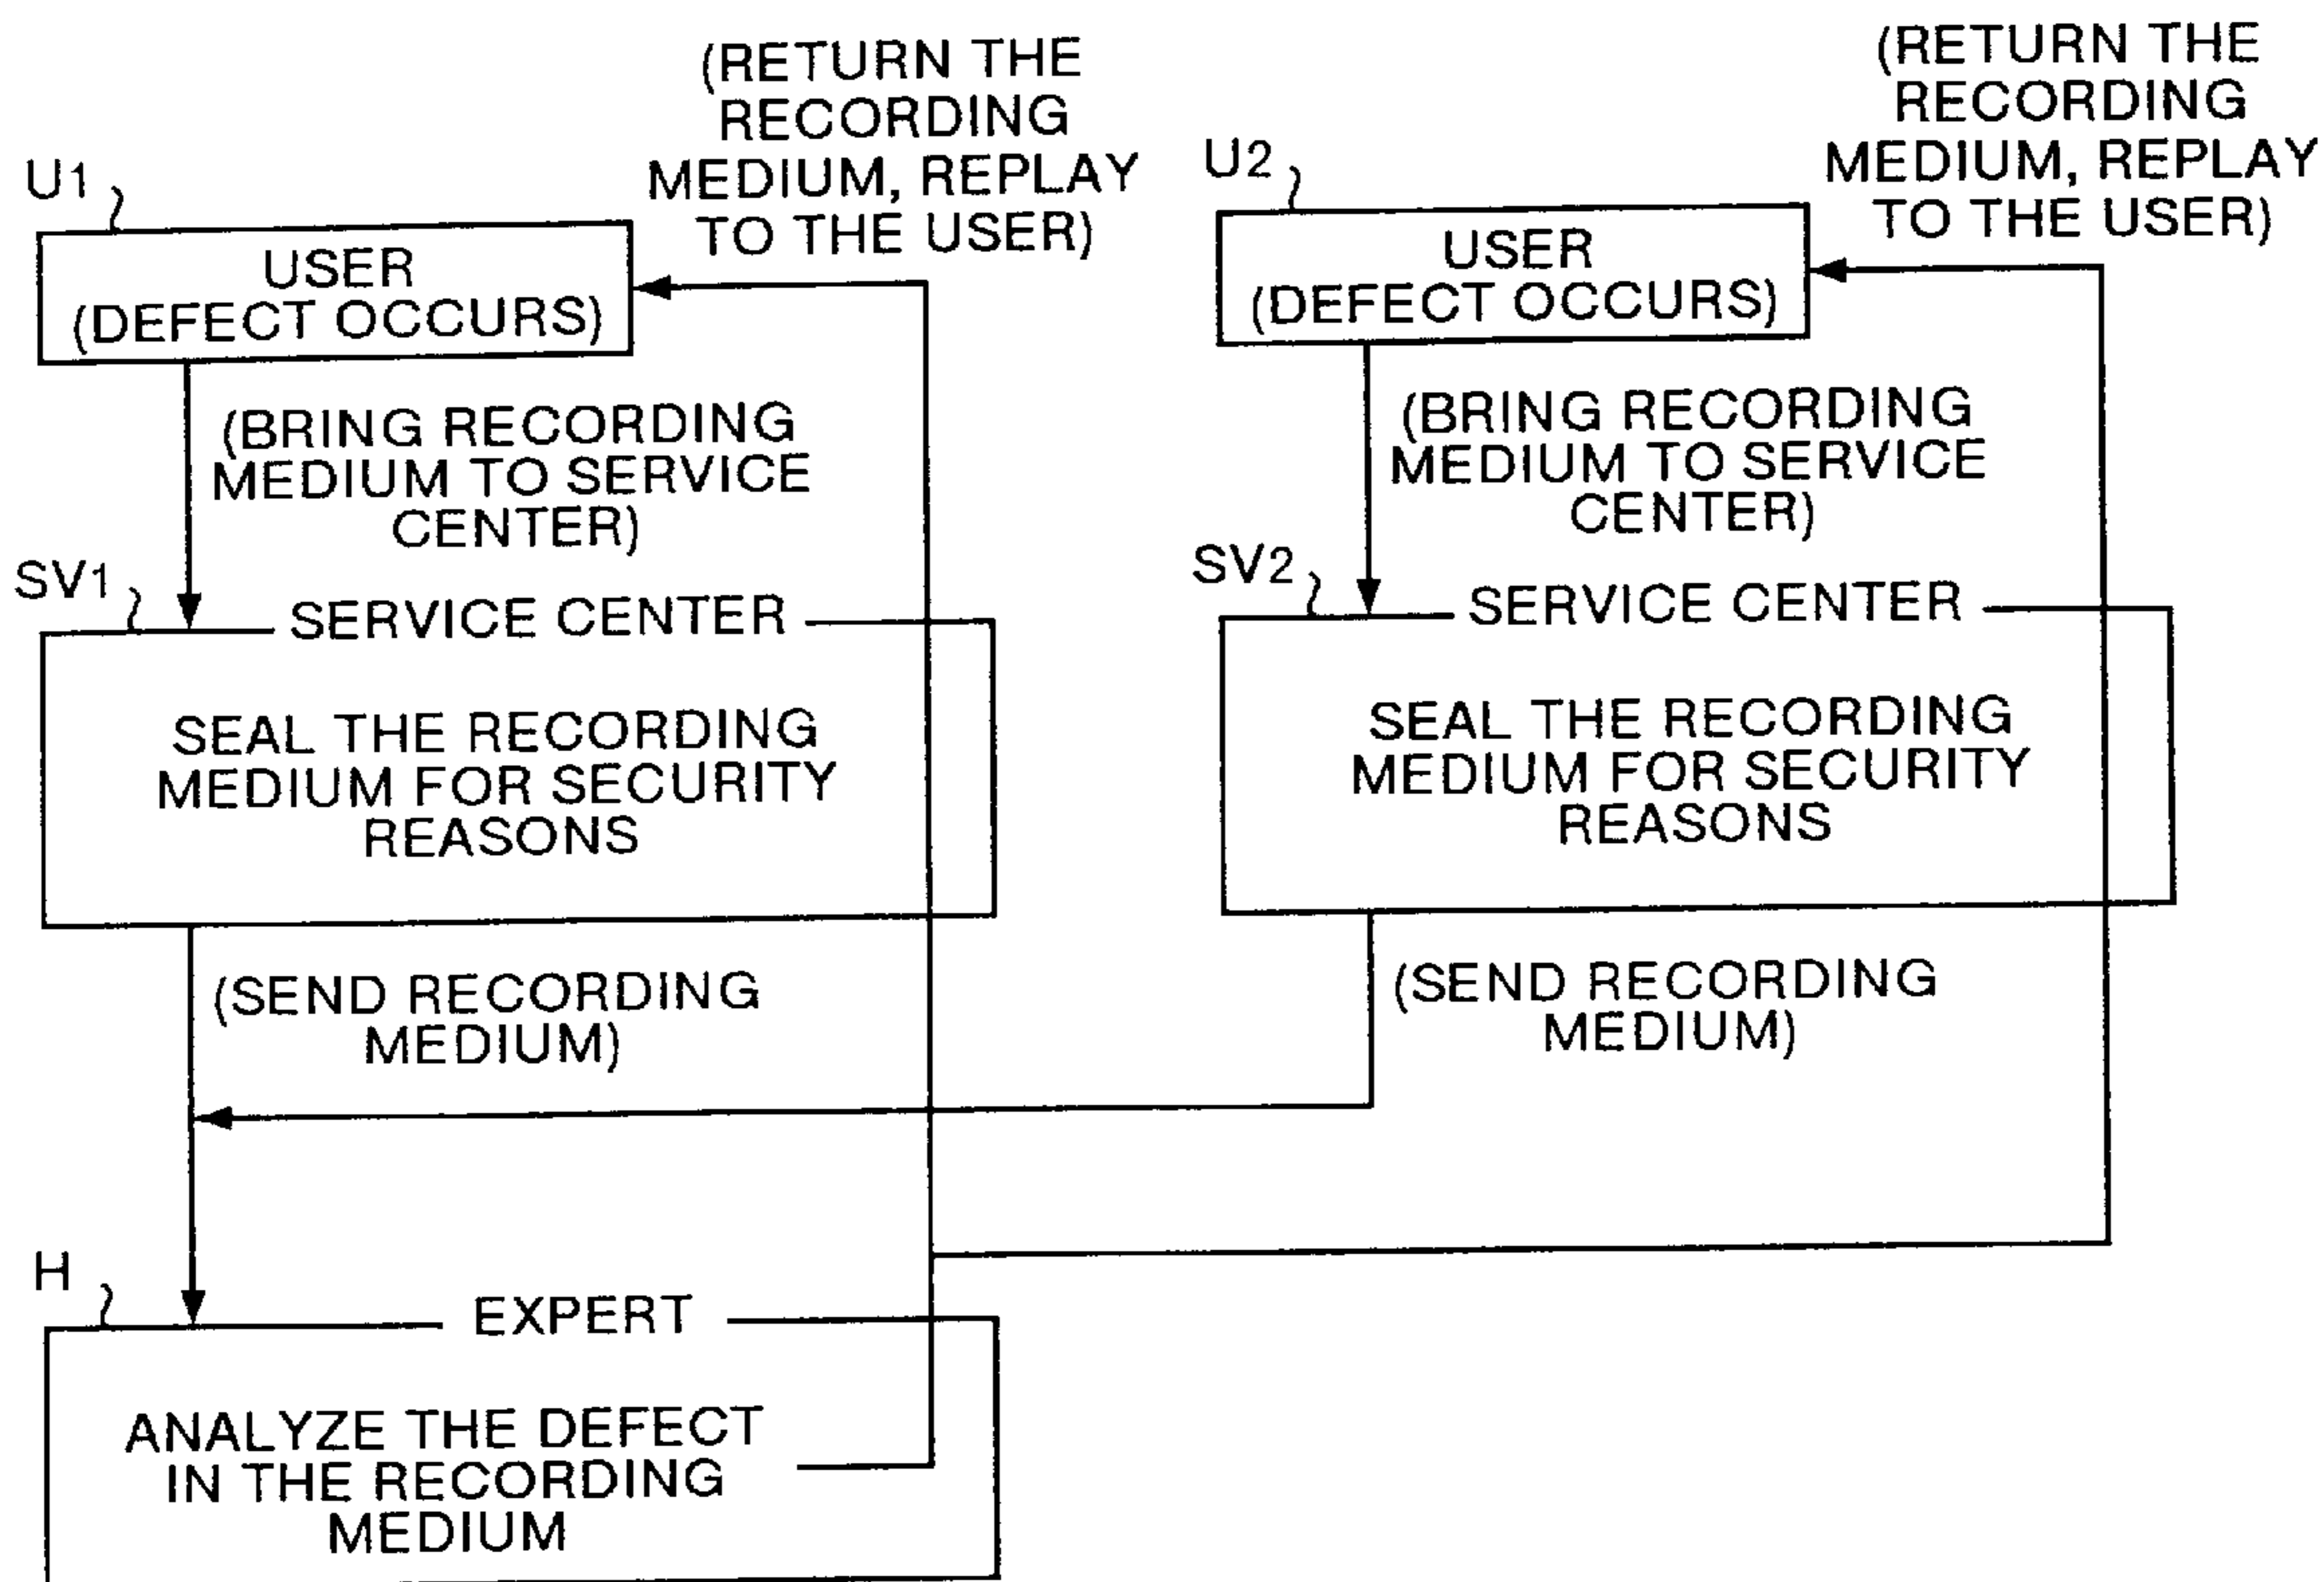 (RETURN THE
RECORDING
MEDIUM, REPLAY
TO THE USER)
(RETURN THE
RECORDING
MEDIUM, REPLAY
TO THE USER)
U1
USER
(DEFECT OCCURS)
U2
USER
(DEFECT OCCURS)
(BRING RECORDING
MEDIUM TO SERVICE
CENTER)
(BRING RECORDING
MEDIUM TO SERVICE
CENTER)
SV1
SERVICE CENTER
SEAL THE RECORDING
MEDIUM FOR SECURITY
REASONS
SV2
SERVICE CENTER
SEAL THE RECORDING
MEDIUM FOR SECURITY
REASONS
(SEND RECORDING
MEDIUM)
(SEND RECORDING
MEDIUM)
H
EXPERT
ANALYZE THE DEFECT
IN THE RECORDING
MEDIUM